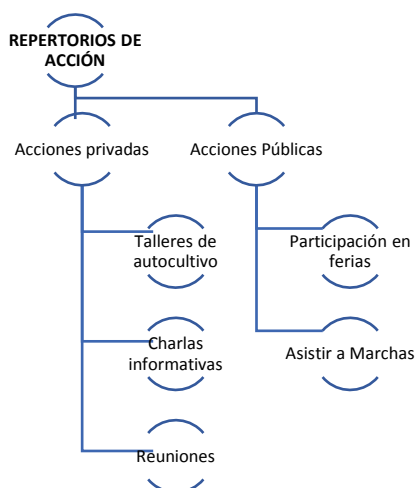 REPERTORIOS DE
ACCIÓN
Acciones privadas
Acciones Públicas
Talleres de
autocultivo
Participación en
ferias
Charlas
informativas
Asistir a Marchas
Reuniones